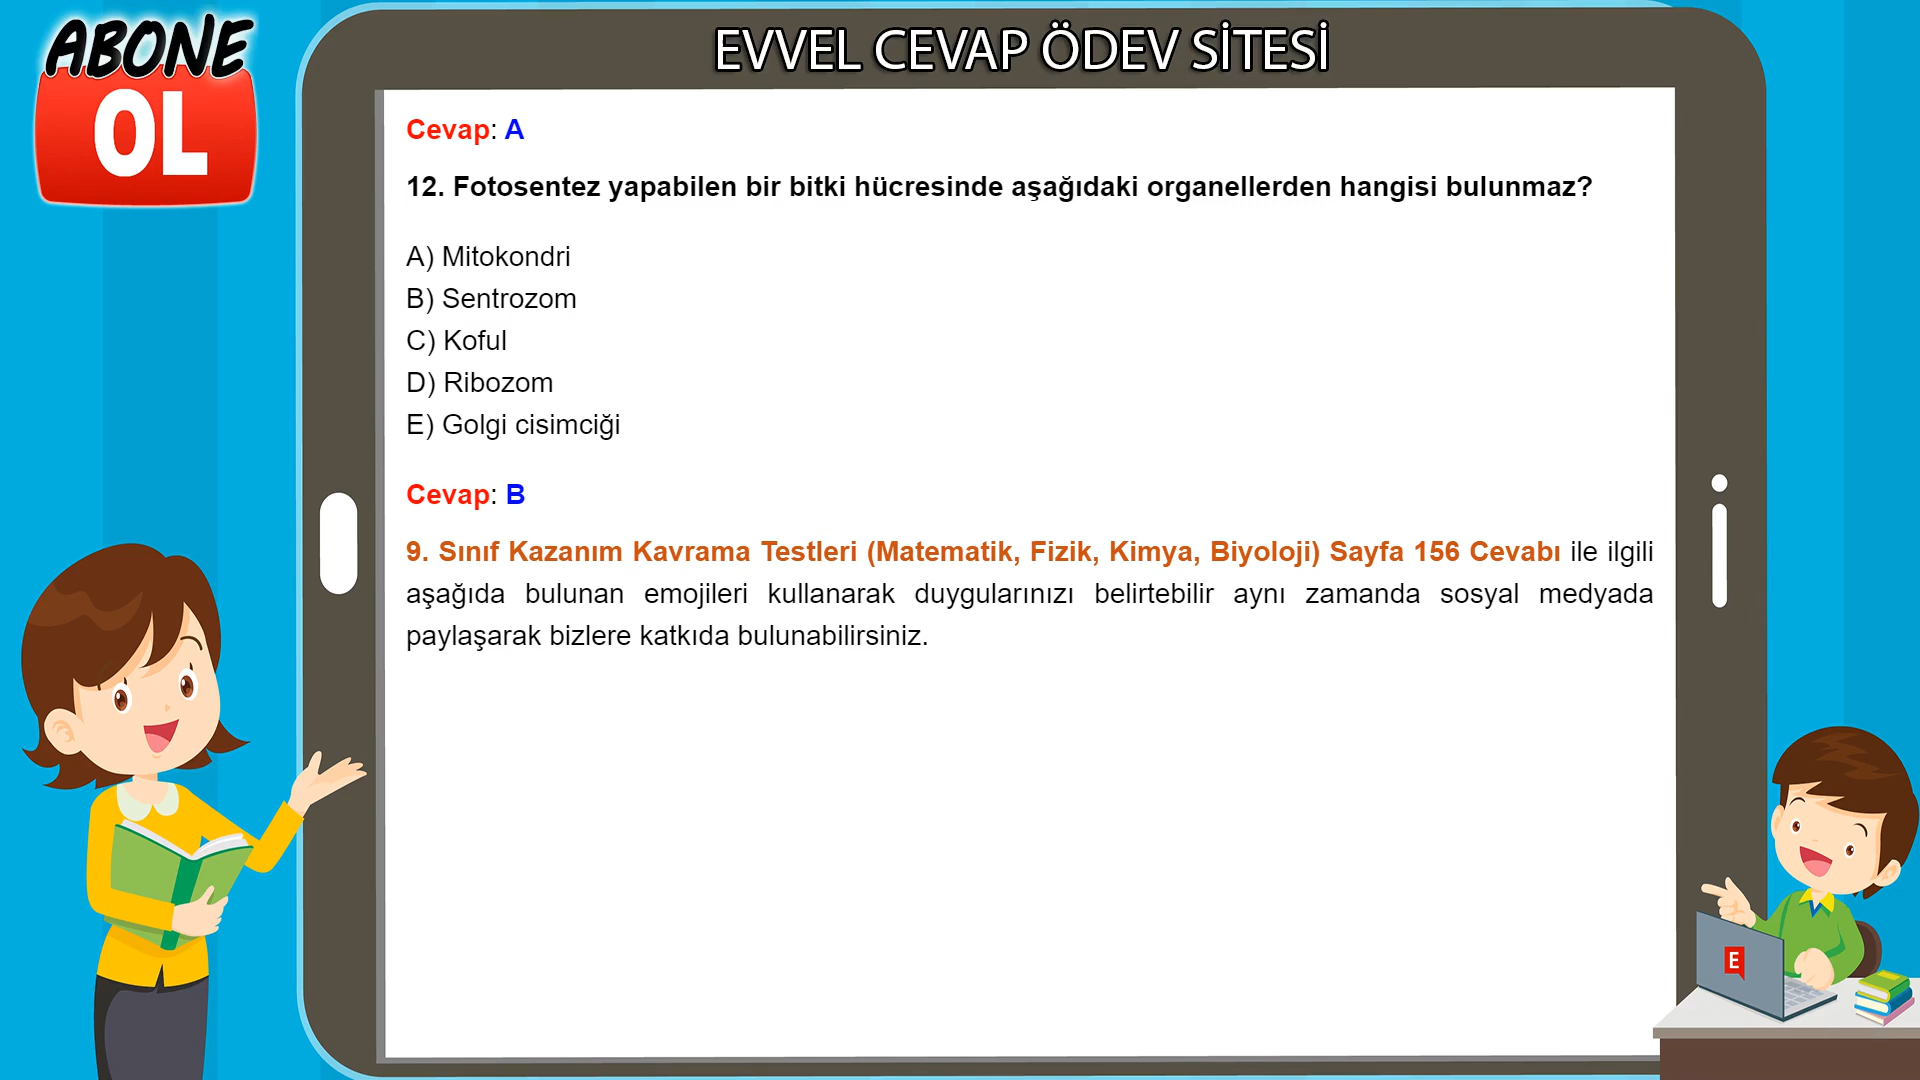 ABONE
OL
EVVEL CEVAP ÖDEV SİTESİ
Cevap: A
12. Fotosentez yapabilen bir bitki hücresinde aşağıdaki organellerden hangisi bulunmaz?
A) Mitokondri
B) Sentrozom
C) Koful
D) Ribozom
E) Golgi cisimciği
Cevap: B
9. Sınıf Kazanım Kavrama Testleri (Matematik, Fizik, Kimya, Biyoloji) Sayfa 156 Cevabı ile ilgili
aşağıda bulunan emojileri kullanarak duygularınızı belirtebilir aynı zamanda sosyal medyada
paylaşarak bizlere katkıda bulunabilirsiniz.
E